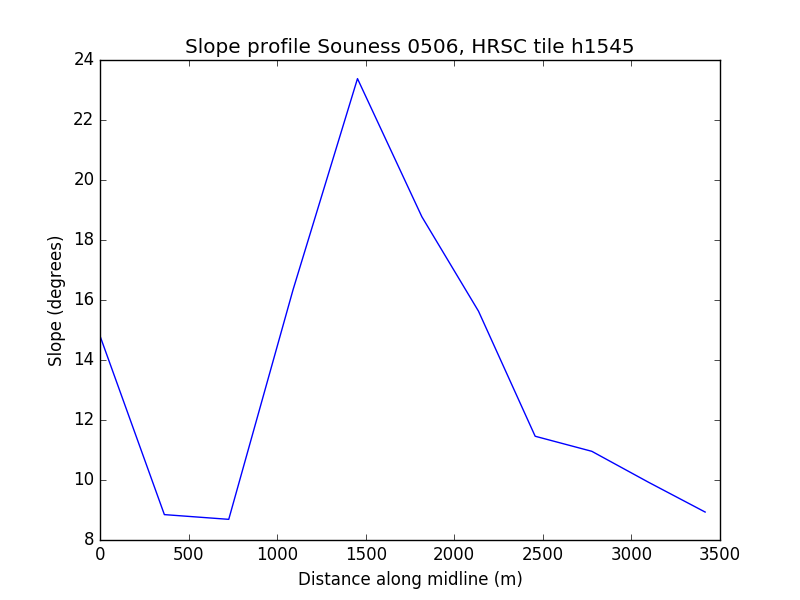 Slope profile Souness 0506, HRSC tile h1545
24
22
20
18
16
14
12
10
8
Slope (degrees)
0 500 1000 1500 2000 2500 3000 3500
Distance along midline (m)